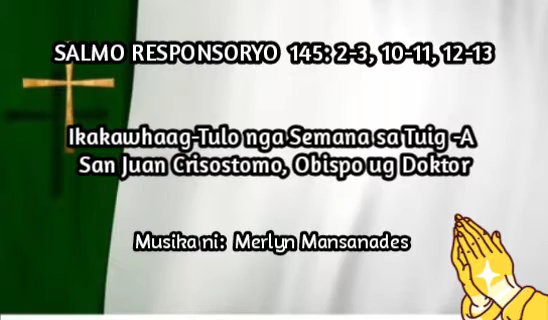 SALMO RESPONSORYO 145: 2-3, 10-11, 12-13
Ikakawhaag-Tulo nga Semana sa Tuig -A
San Juan Crisostomo, Obispo ug Doktor
Musika ni: Merlyn Mansanades